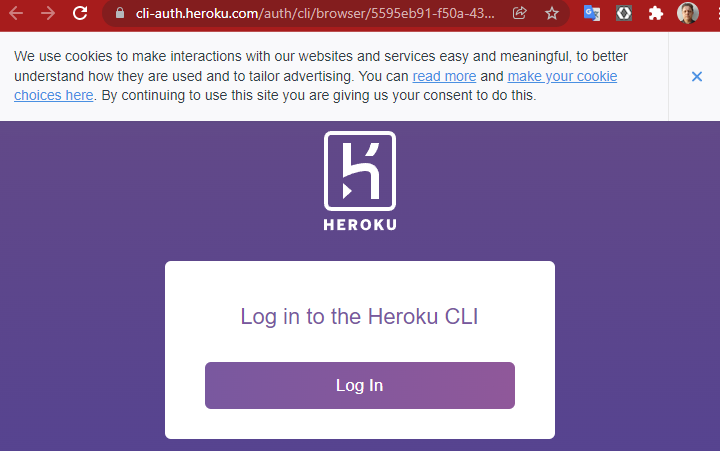 cli-auth.heroku.com/auth/cli/browser/5595eb91-f50a-43...
We use cookies to make interactions with our websites and services easy and meaningful, to better
understand how they are used and to tailor advertising. You can read more and make your cookie
choices here. By continuing to use this site you are giving us your consent to do this.
HEROKU
Log in to the Heroku CLI
Log In